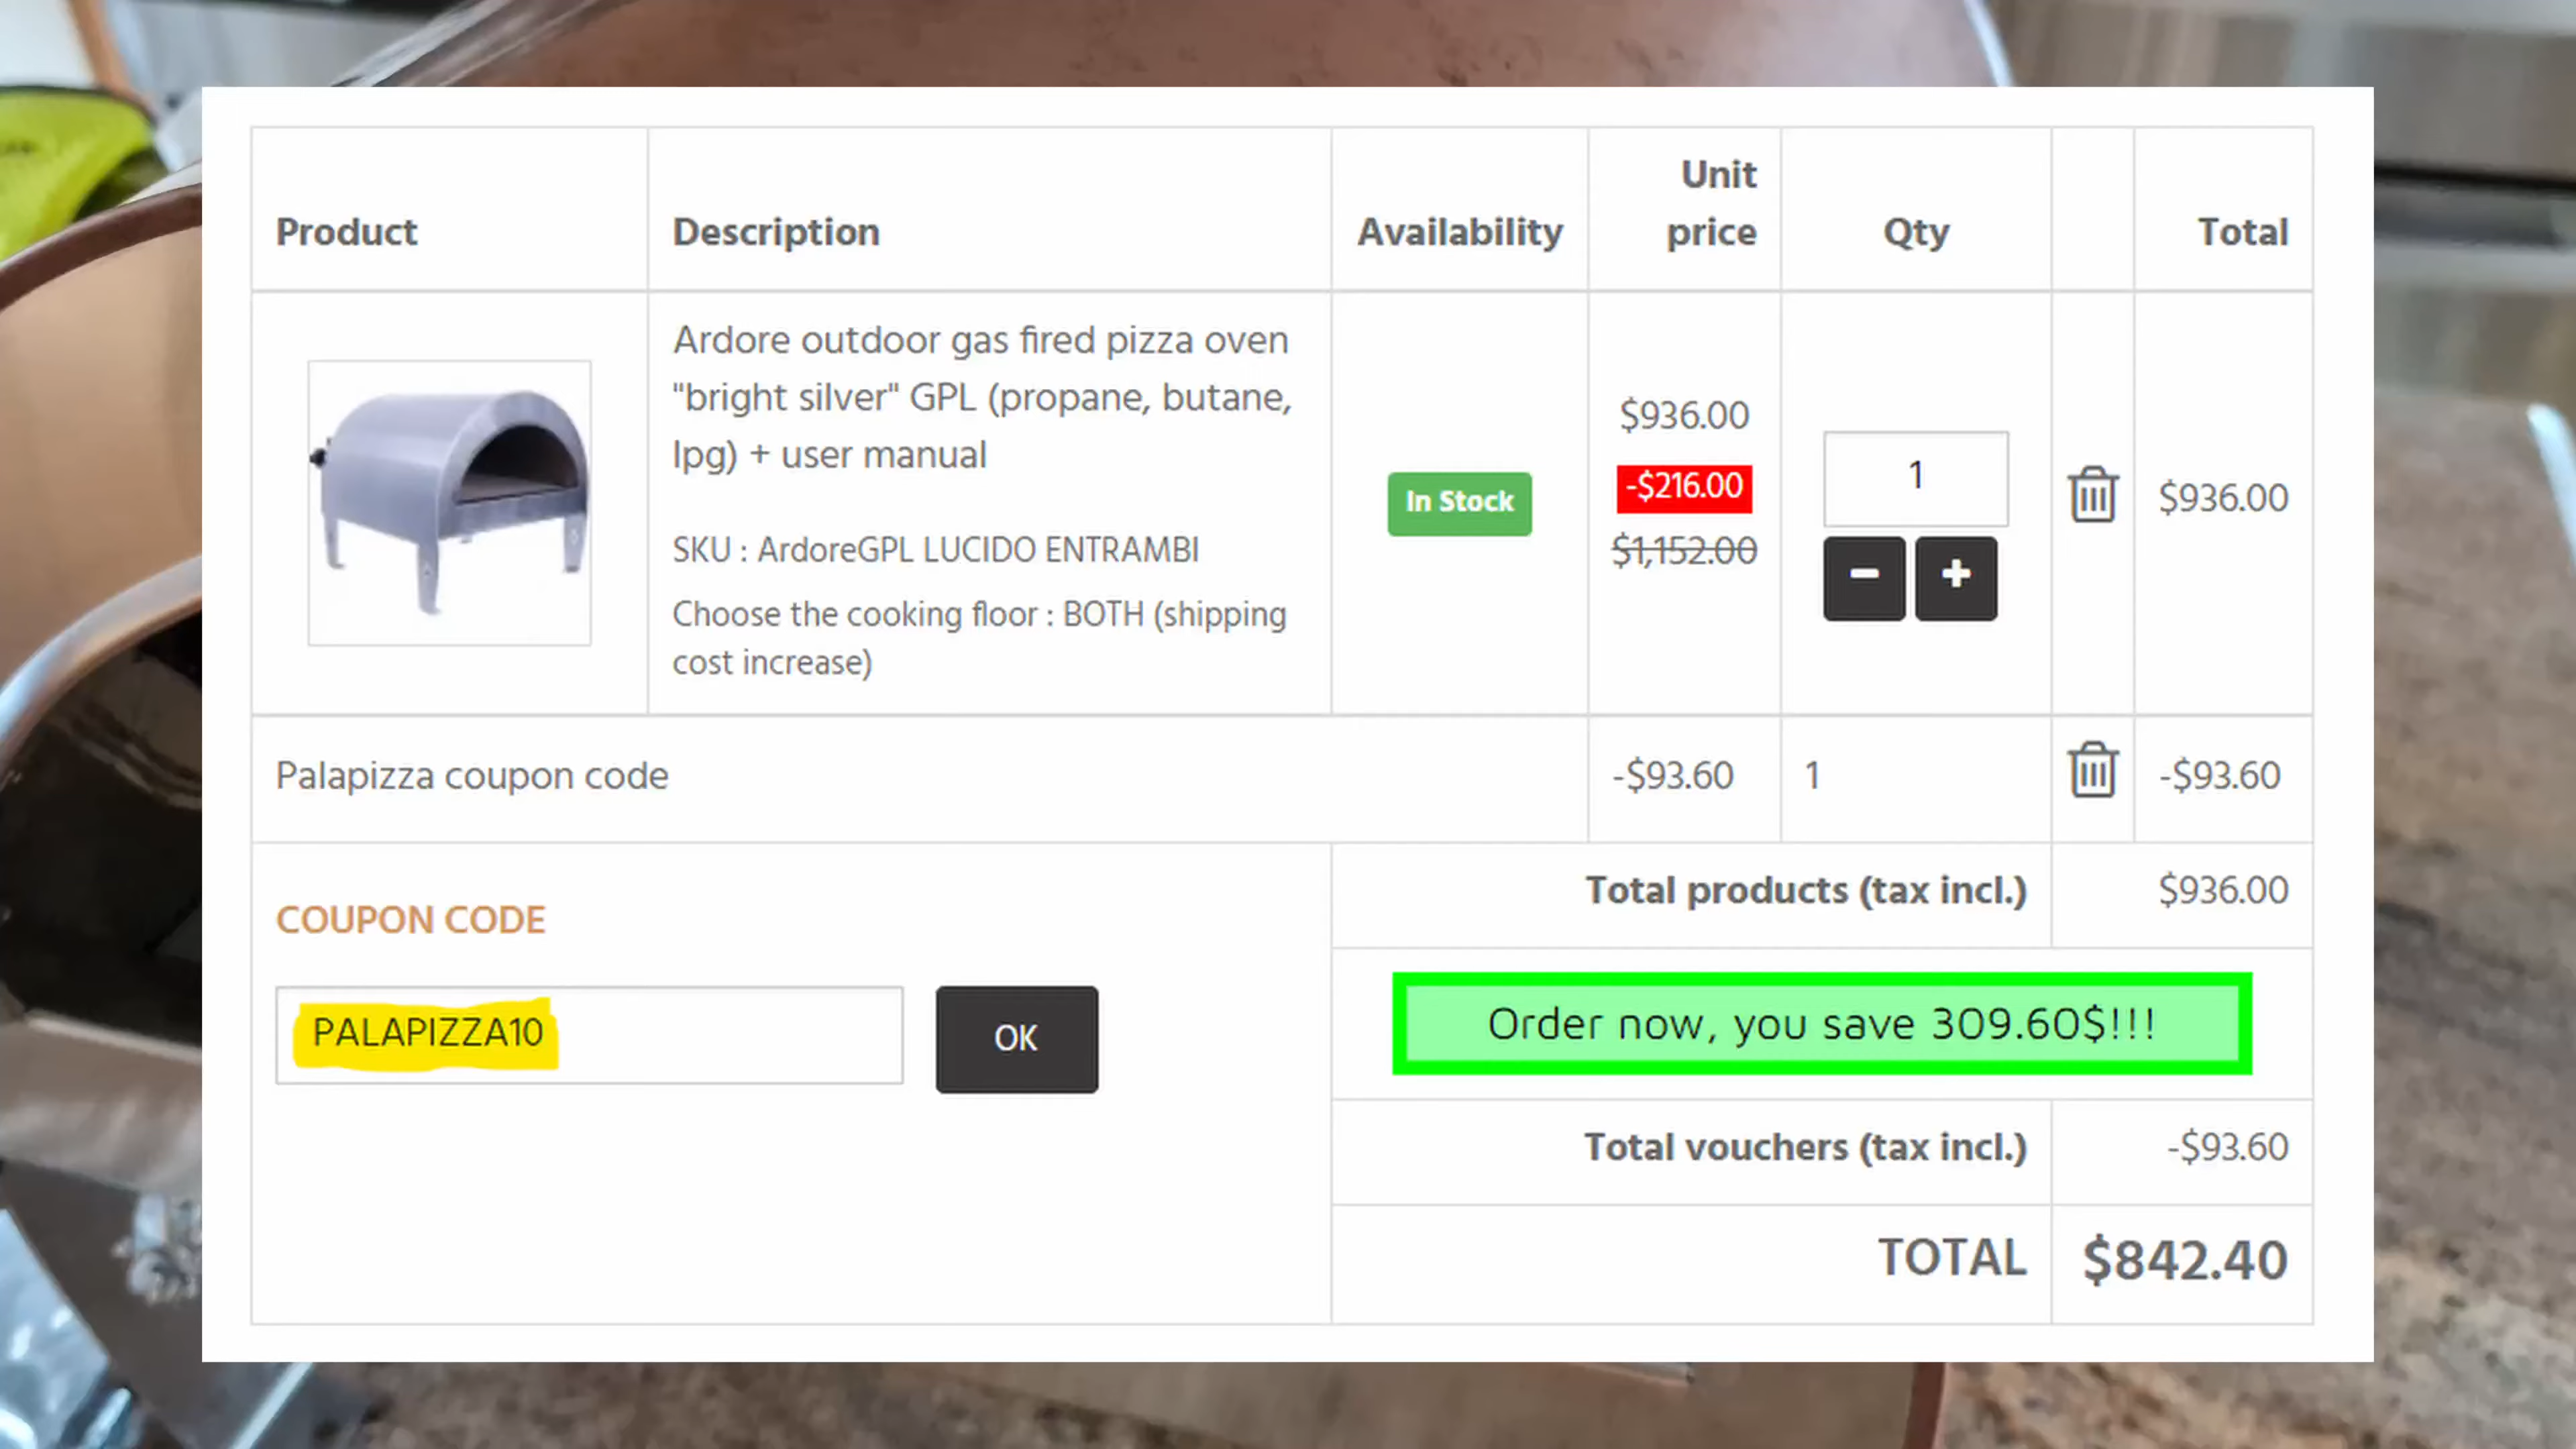 Product
Description
Availability
Unit
price
Qty
Total
Ardore outdoor gas fired pizza oven
"bright silver" GPL (propane, butane,
lpg) + user manual
SKU : ArdoreGPL LUCIDO ENTRAMBI
Choose the cooking floor : BOTH (shipping
cost increase)
In Stock
$936.00
-$216.00
$1,152.00
1
$936.00
Palapizza coupon code
-$93.60
1
-$93.60
COUPON CODE
PALAPIZZA10
OK
Total products (tax incl.)
$936.00
Order now, you save 309.60$!!!
Total vouchers (tax incl.)
-$93.60
TOTAL
$842.40